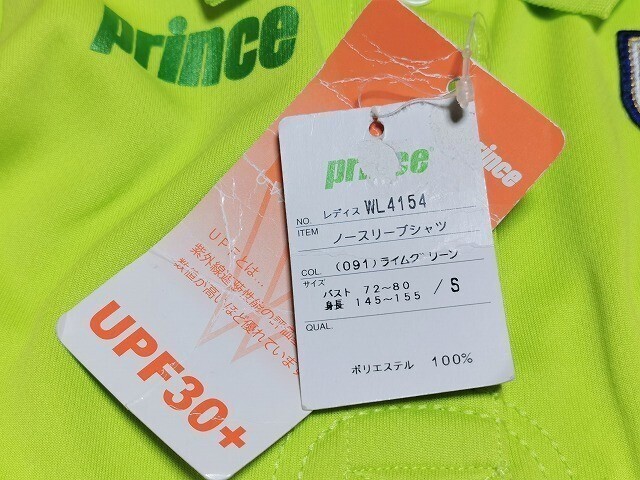 prince
prince
prince
NO. レディス WL4154
ITEM
ノースリーブシャツ
COL. (091)ライムグリーン
サイズ
バスト 72~80 / S
身長 145~155
QUAL.
ポリエステル 100%
UPFとは…
紫外線遮蔽性能の評価
数値が高いほど優れています
UPF30+